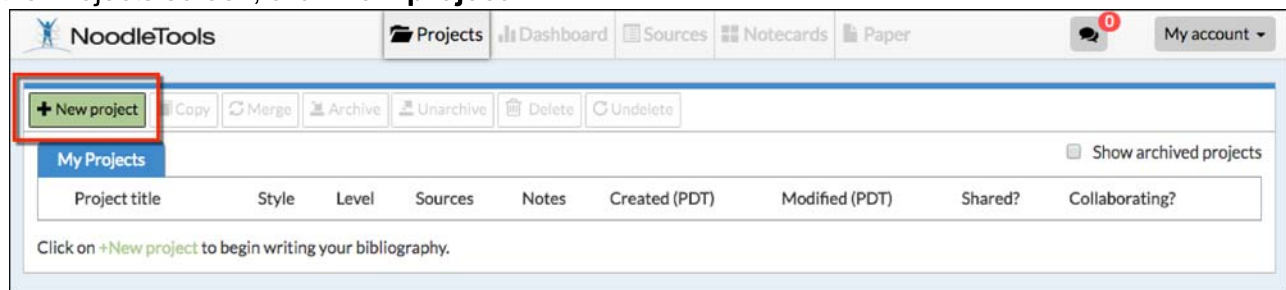 NoodleTools Projects Dashboard Sources Notecards Paper 0 My account
+ New project Copy Merge Archive Unarchive Delete Undelete
My Projects Show archived projects
Project title Style Level Sources Notes Created (PDT) Modified (PDT) Shared? Collaborating?
Click on +New project to begin writing your bibliography.